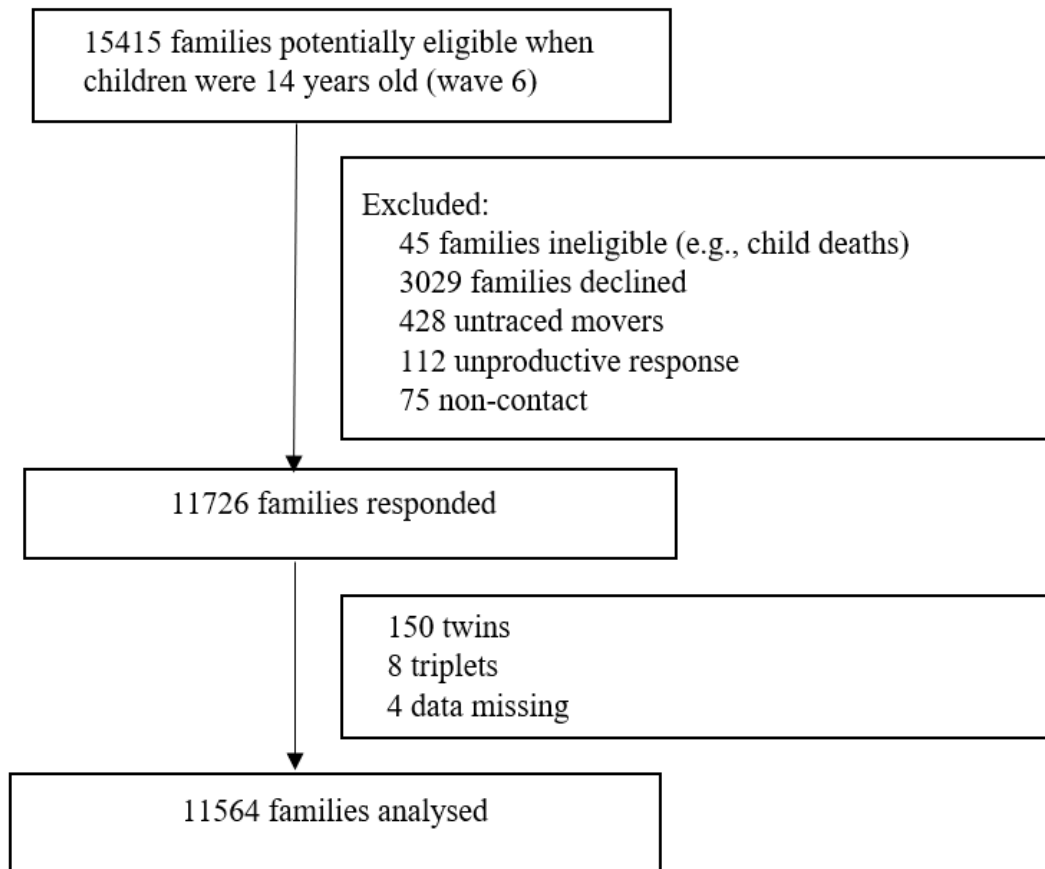 15415 families potentially eligible when
children were 14 years old (wave 6)
Excluded:
45 families ineligible (e.g., child deaths)
3029 families declined
428 untraced movers
112 unproductive response
75 non-contact
11726 families responded
150 twins
8 triplets
4 data missing
11564 families analysed